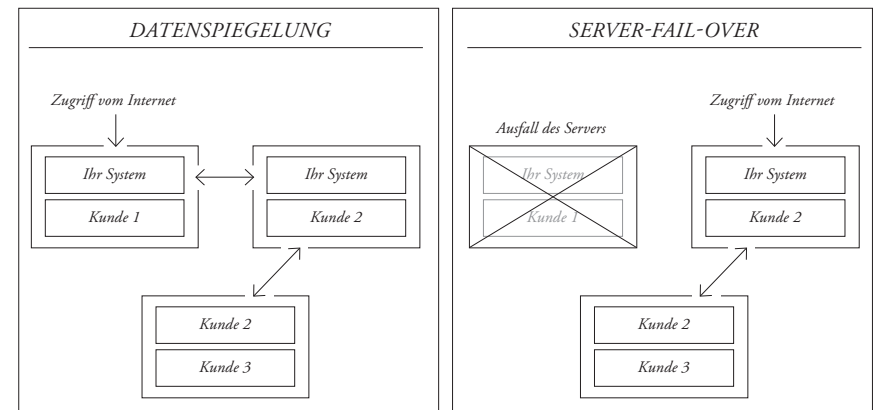 DATENSPIEGELUNG
Zugriff vom Internet
Ihr System
Kunde 1
Ihr System
Kunde 2
Kunde 2
Kunde 3
SERVER-FAIL-OVER
Ausfall des Servers
Ihr System
Kunde 1
Zugriff vom Internet
Ihr System
Kunde 2
Kunde 2
Kunde 3